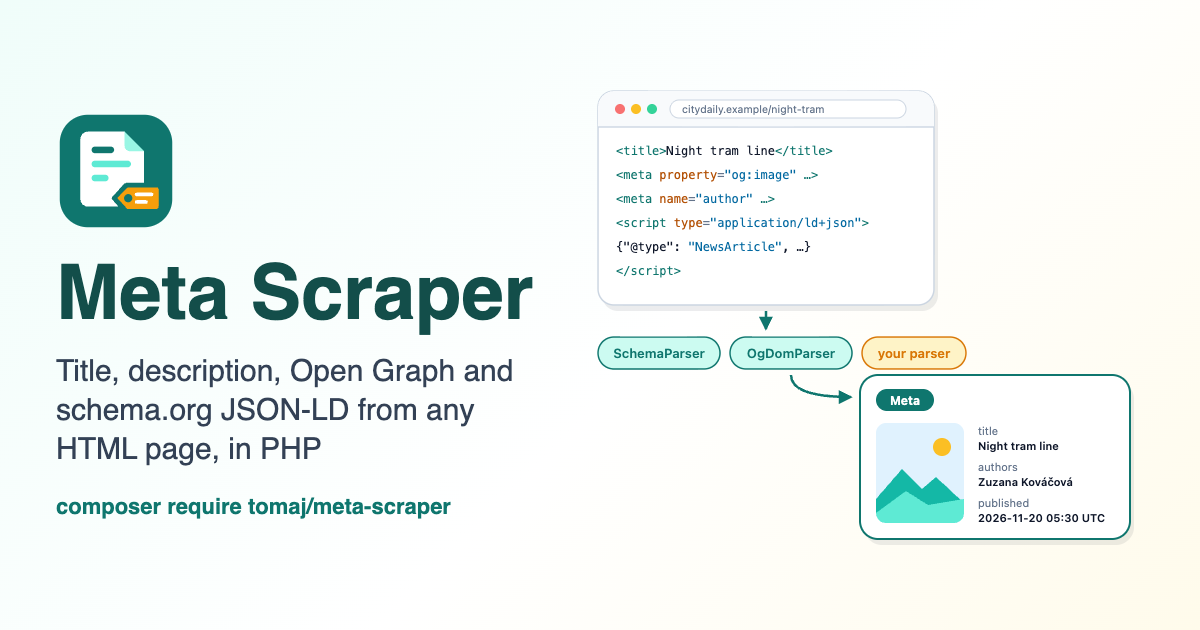 Meta Scraper
Title, description, Open Graph and
schema.org JSON-LD from any
HTML page, in PHP
composer require tomaj/meta-scraper
citydaily.example/night-tram
<title>Night tram line</title>
<meta property="og:image" …>
<meta name="author" …>
<script type="application/ld+json">
{"@type": "NewsArticle", …}
</script>
SchemaParser
OgDomParser
your parser
Meta
title
Night tram line
authors
Zuzana Kováčová
published
2026-11-20 05:30 UTC